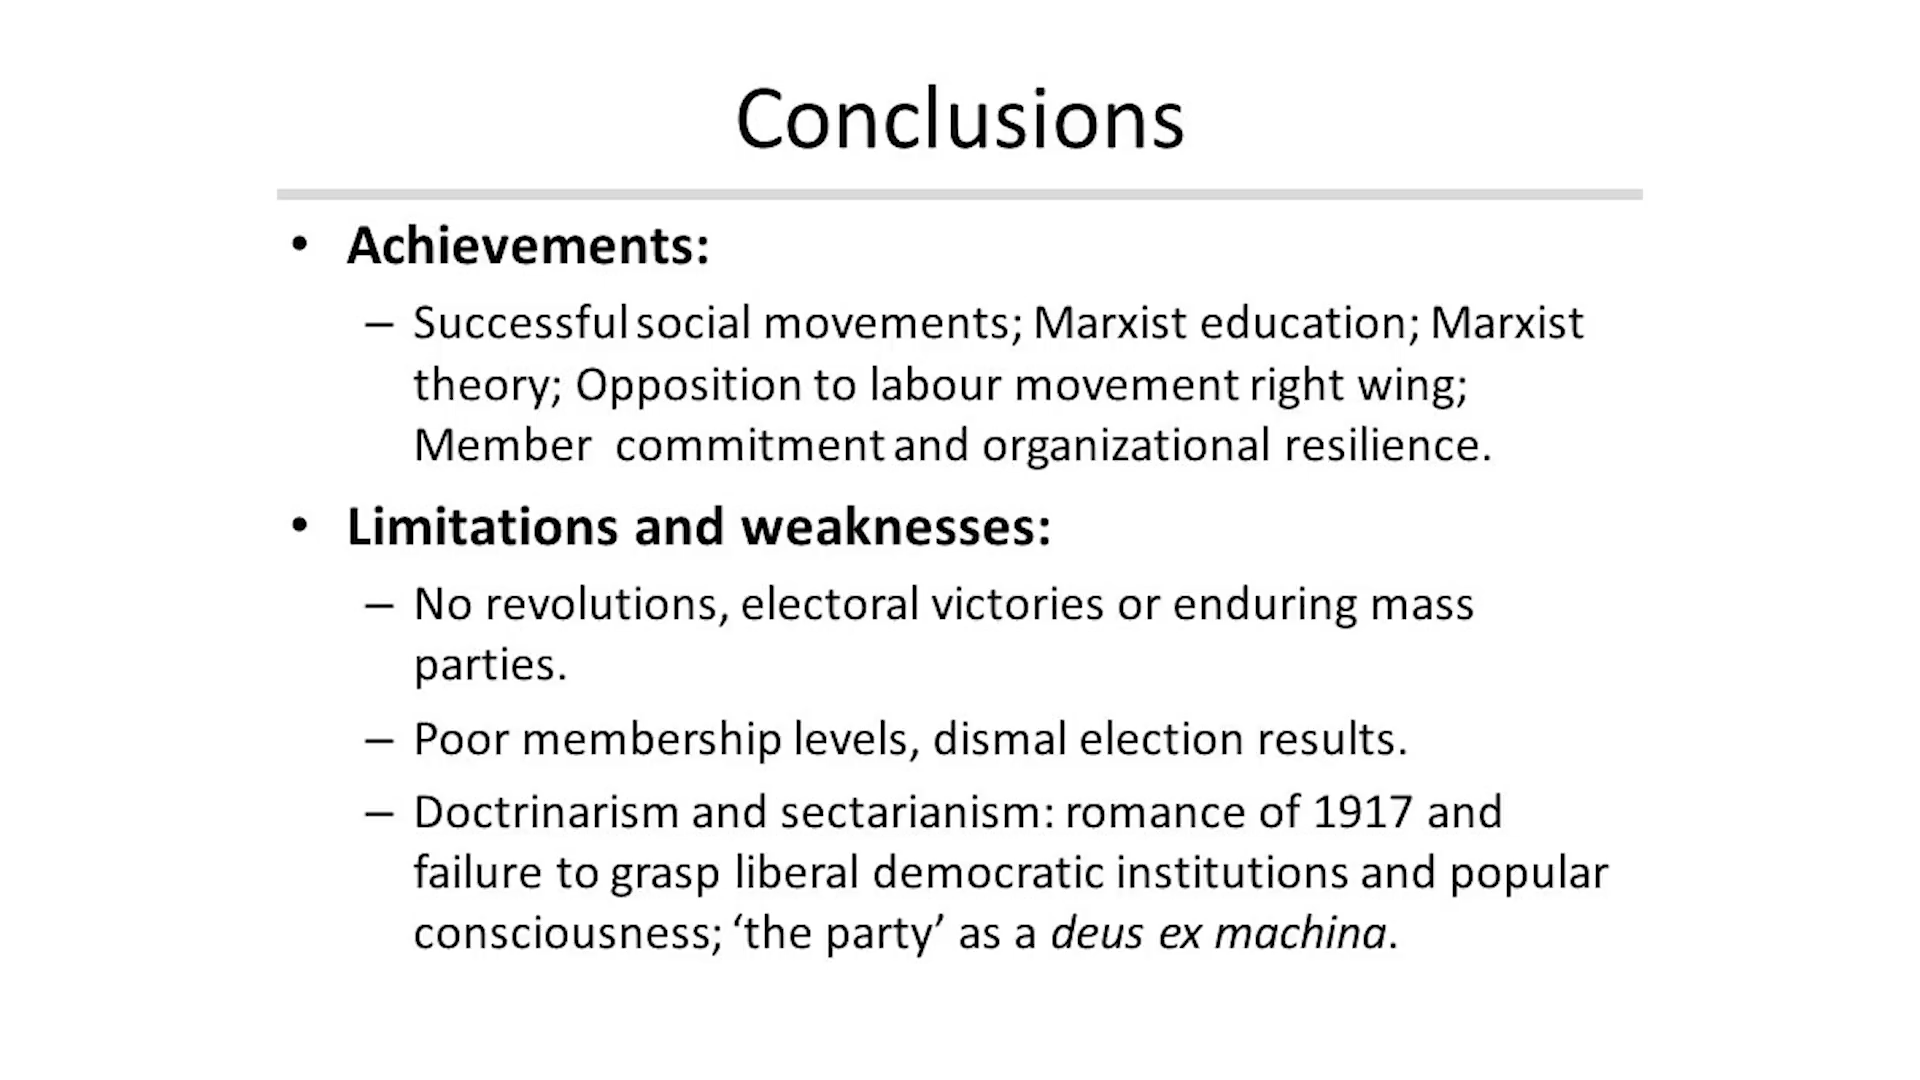 Conclusions
• Achievements:
– Successful social movements; Marxist education; Marxist
theory; Opposition to labour movement right wing;
Member  commitment and organizational resilience.
• Limitations and weaknesses:
– No revolutions, electoral victories or enduring mass
parties.
– Poor membership levels, dismal election results.
– Doctrinarism and sectarianism: romance of 1917 and
failure to grasp liberal democratic institutions and popular
consciousness; ‘the party’ as a deus ex machina.